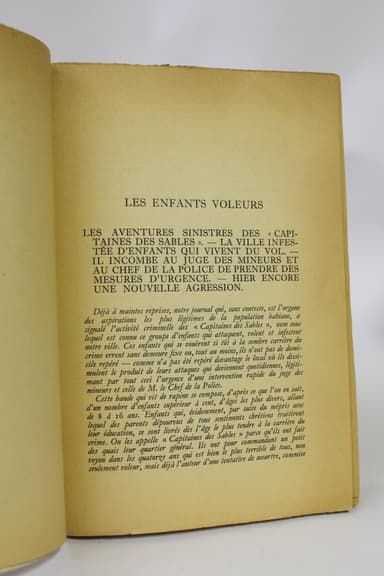 LES ENFANTS VOLEURS
LES AVENTURES SINISTRES DES « CAPI-
TAINES DES SABLES ». — LA VILLE INFES-
TÉE D'ENFANTS QUI VIVENT DU VOL. —
IL INCOMBE AU JUGE DES MINEURS ET
AU CHEF DE LA POLICE DE PRENDRE DES
MESURES D'URGENCE. — HIER ENCORE
UNE NOUVELLE AGRESSION.
Déjà à maintes reprises, notre journal qui, sans conteste, est l'organe
des aspirations les plus légitimes de la population bahiane, a
signalé l'activité criminelle des « Capitaines des Sables », nom sous
lequel est connu ce groupe d'enfants qui attaquent, volent et infestent
notre ville. Ces enfants qui se vouèrent si tôt à la sombre carrière du
crime errent sans demeure fixe ou, tout au moins, ils n'ont pas de demi-
cile repéré — comme n'a pas été repéré davantage le local où ils dissi-
mulent le produit de leurs attaques qui deviennent quotidiennes, légiti-
mant par tout ceci l'urgence d'une intervention rapide du juge des
mineurs et celle de M. le Chef de la Police.
Cette bande qui vit de rapine se compose, d'après ce que l'on en sait,
d'un nombre d'enfants supérieur à cent, d'âges les plus divers, allant
de 8 à 16 ans. Enfants qui, évidemment, par suite du mépris avec
lequel des parents dépourvus de tous sentiments chrétiens traitèrent
leur éducation, se sont livrés dès l'âge le plus tendre à la carrière du
crime. On les appelle « Capitaines des Sables » parce qu'ils ont fait
des quais leur quartier général. Ils ont pour commandant un petit
voyou dans les quatorze ans qui est bien le plus terrible de tous, non
seulement voleur, mais déjà l'auteur d'une tentative de meurtre, commise